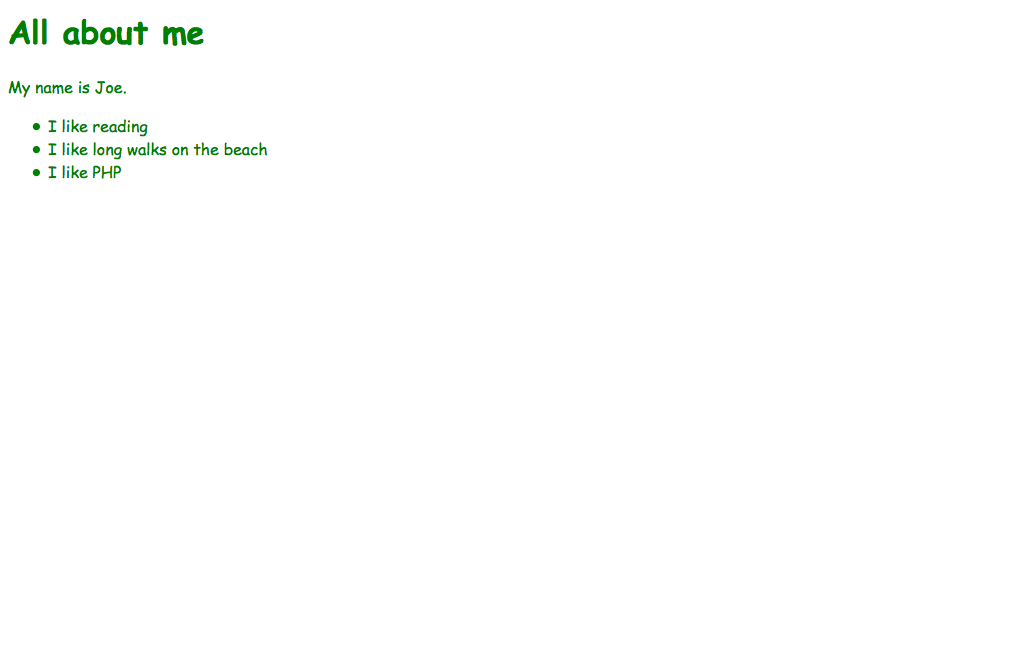 All about me
My name is Joe.
I like reading
I like long walks on the beach
I like PHP